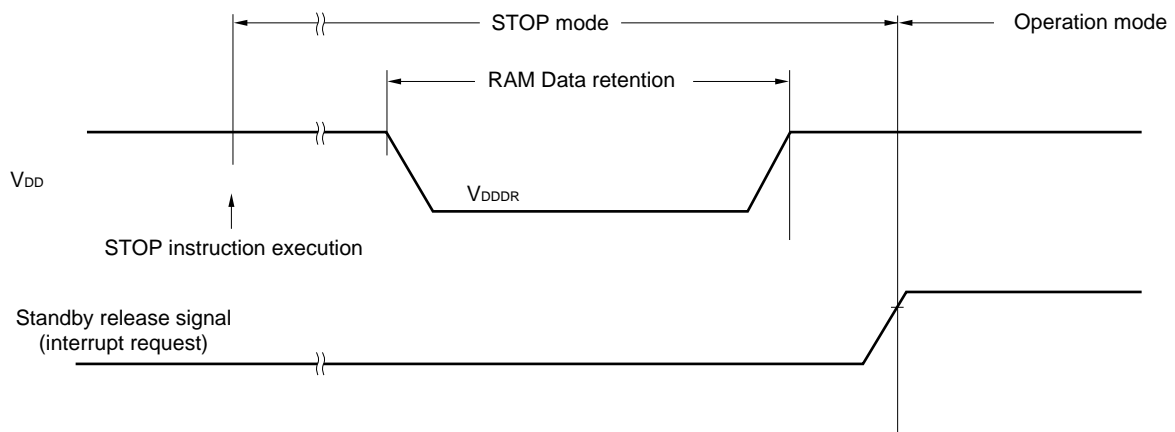 STOP mode
Operation mode
RAM Data retention
VDD
VDDDR
STOP instruction execution
Standby release signal
(interrupt request)